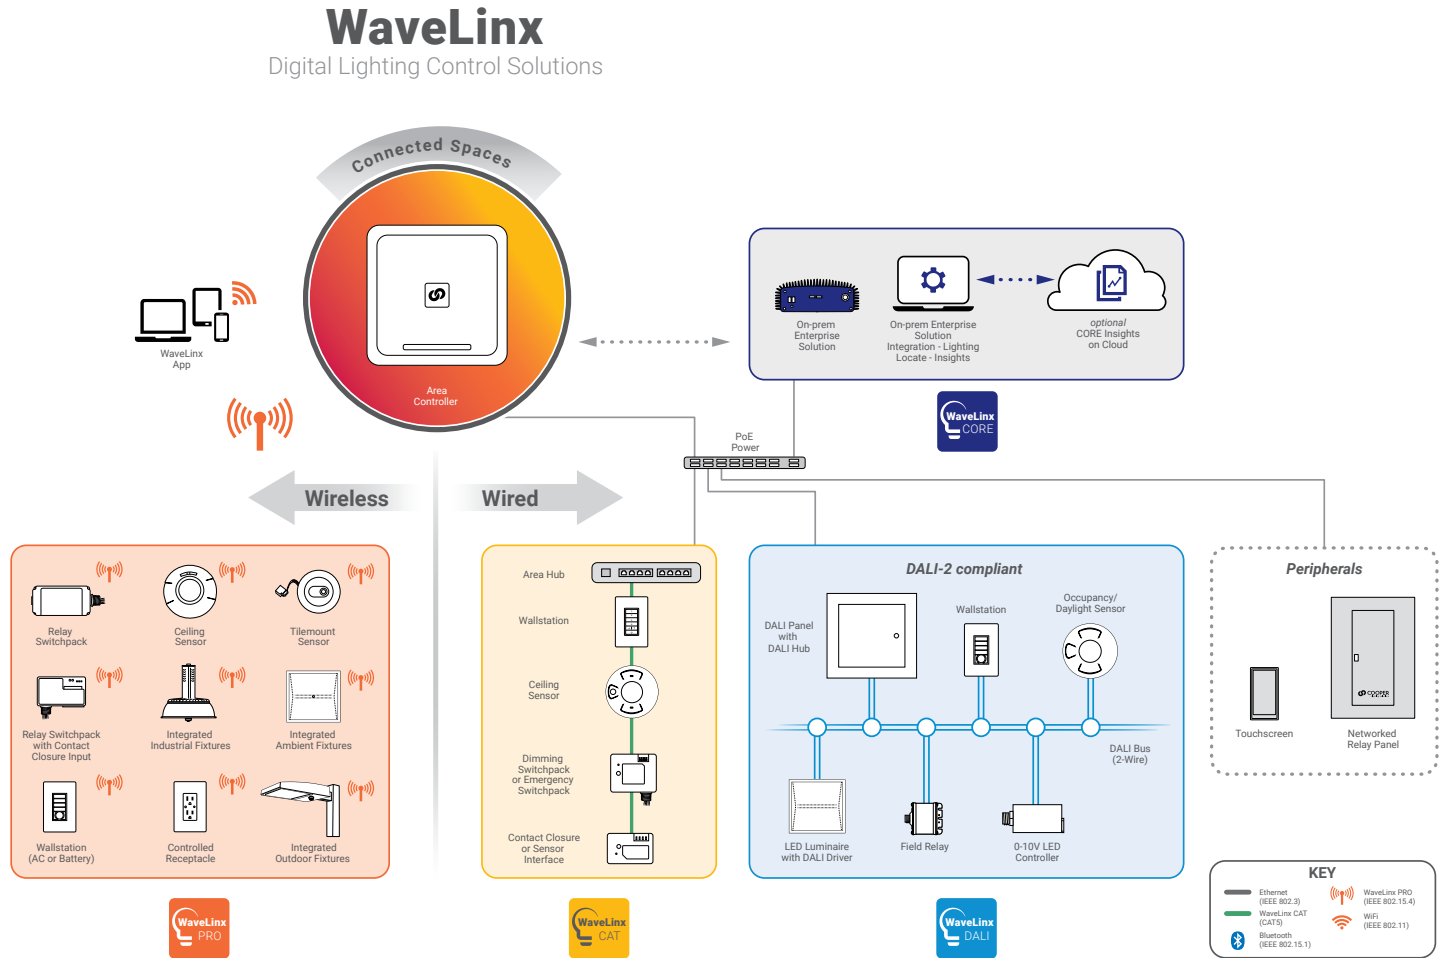 WaveLinx
Digital Lighting Control Solutions
Connected Spaces
WaveLinx
App
Area
Controller
On-prem
Enterprise
Solution
On-prem Enterprise
Solution
Integration - Lighting
Locate - Insights
optional
CORE Insights
on Cloud
WaveLinx
CORE
PoE
Power
Wireless
Wired
Relay
Switchpack
Ceiling
Sensor
Tilemount
Sensor
Relay Switchpack
with Contact
Closure Input
Integrated
Industrial Fixtures
Integrated
Ambient Fixtures
Wallstation
(AC or Battery)
Controlled
Receptacle
Integrated
Outdoor Fixtures
WaveLinx
PRO
Area Hub
Wallstation
Ceiling
Sensor
Dimming
Switchpack
or Emergency
Switchpack
Contact Closure
or Sensor
Interface
WaveLinx
CAT
DALI-2 compliant
DALI Panel
with
DALI Hub
Wallstation
Occupancy/
Daylight Sensor
DALI Bus
(2-Wire)
LED Luminaire
with DALI Driver
Field Relay
0-10V LED
Controller
WaveLinx
DALI
Peripherals
Touchscreen
COOPER
Networked
Relay Panel
KEY
Ethernet
(IEEE 802.3)
WaveLinx CAT
(CAT5)
Bluetooth
(IEEE 802.15.1)
WaveLinx PRO
(IEEE 802.15.4)
WiFi
(IEEE 802.11)